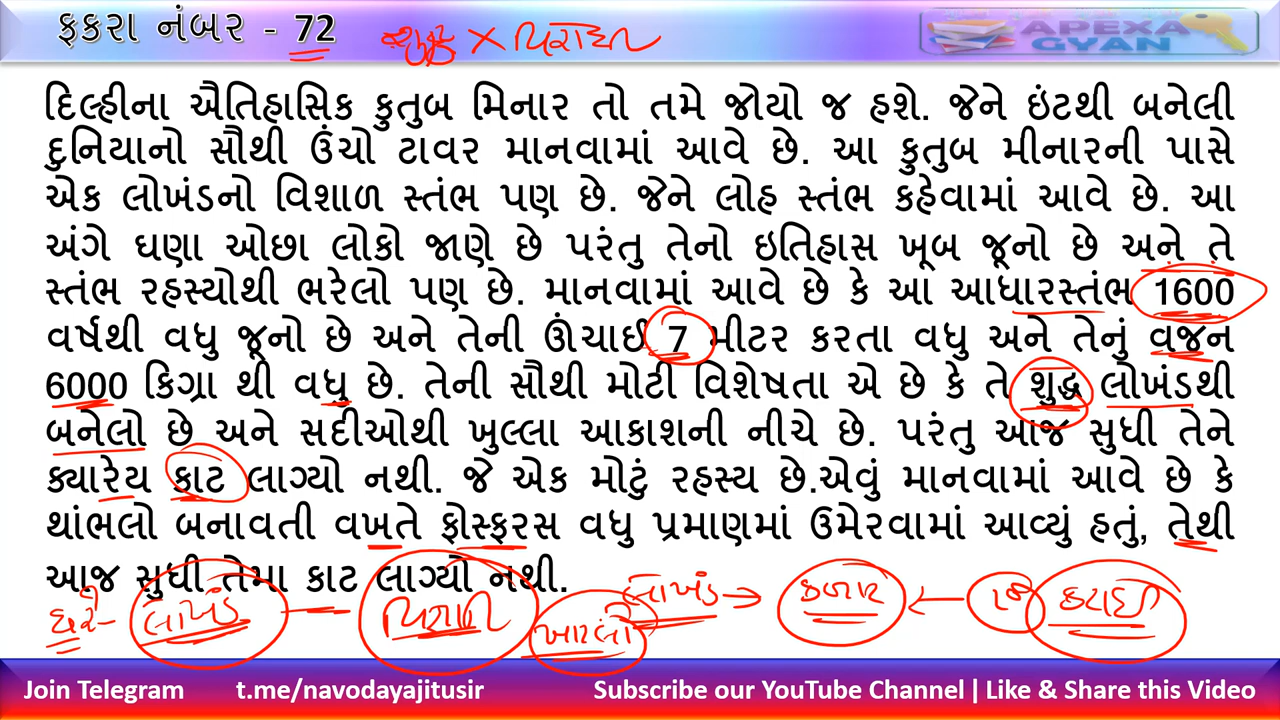 ફકરા નંબર - 72
શુદ્ધ X
APEXA
GYAN
દિલ્હીના ઐતિહાસિક કુતુબ મિનાર તો તમે જોયો જ હશે. જેને ઇંટથી બનેલી
દુનિયાનો સૌથી ઉંચો ટાવર માનવામાં આવે છે. આ કુતુબ મીનારની પાસે
એક લોખંડનો વિશાળ સ્તંભ પણ છે. જેને લોહ સ્તંભ કહેવામાં આવે છે. આ
અંગે ઘણા ઓછા લોકો જાણે છે પરંતુ તેનો ઇતિહાસ ખૂબ જૂનો છે અને તે
સ્તંભ રહસ્યોથી ભરેલો પણ છે. માનવામાં આવે છે કે આ આધારસ્તંભ 1600
વર્ષથી વધુ જૂનો છે અને તેની ઊંચાઈ 7 મીટર કરતા વધુ અને તેનું વજન
6000 કિગ્રા થી વધુ છે. તેની સૌથી મોટી વિશેષતા એ છે કે તે શુદ્ધ લોખંડથી
બનેલો છે અને સદીઓથી ખુલ્લા આકાશની નીચે છે. પરંતુ આજ સુધી તેને
ક્યારેય કાટ લાગ્યો નથી. જે એક મોટું રહસ્ય છે.એવું માનવામાં આવે છે કે
થાંભલો બનાવતી વખતે ફોસ્ફરસ વધુ પ્રમાણમાં ઉમેરવામાં આવ્યું હતું, તેથી
આજ સુધી તેમા કાટ લાગ્યો નથી.
લોખંડ →
લોખંડ —
Join Telegram t.me/navodayajitusir Subscribe our YouTube Channel | Like & Share this Video